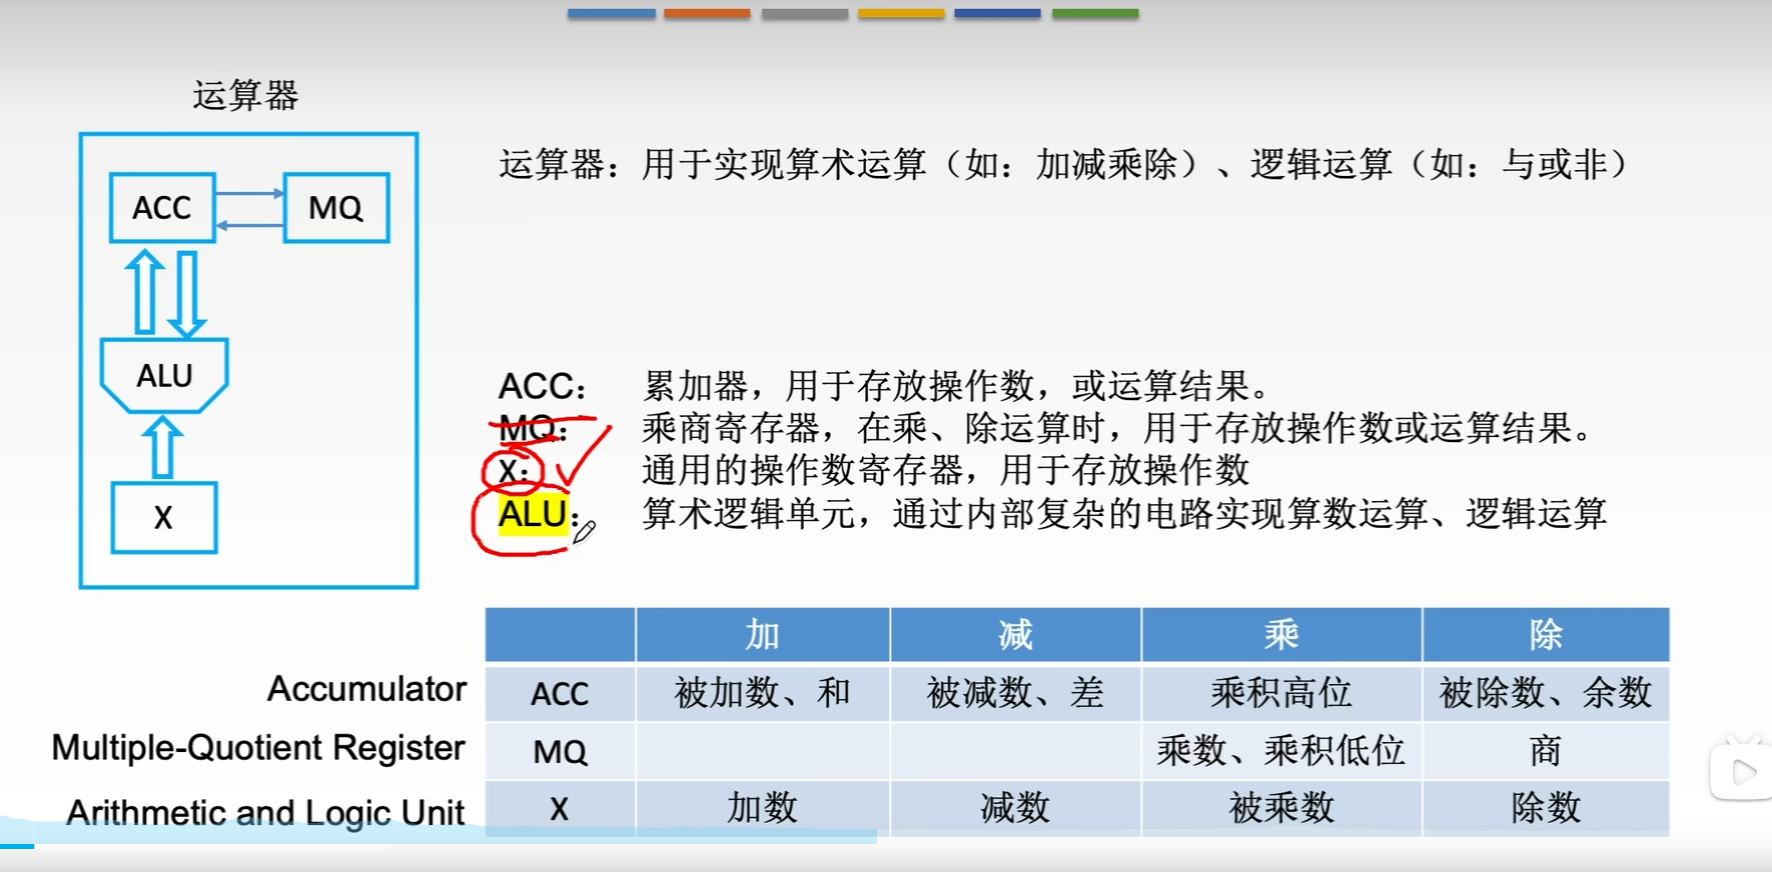 运算器
ACC
MQ
ALU
X
运算器：用于实现算术运算（如：加减乘除）、逻辑运算（如：与或非）
ACC： 累加器，用于存放操作数，或运算结果。
MQ： 乘商寄存器，在乘、除运算时，用于存放操作数或运算结果。
X： 通用的操作数寄存器，用于存放操作数
ALU： 算术逻辑单元，通过内部复杂的电路实现算数运算、逻辑运算
加 减 乘 除
Accumulator ACC 被加数、和 被减数、差 乘积高位 被除数、余数
Multiple-Quotient Register MQ 乘数、乘积低位 商
Arithmetic and Logic Unit X 加数 减数 被乘数 除数